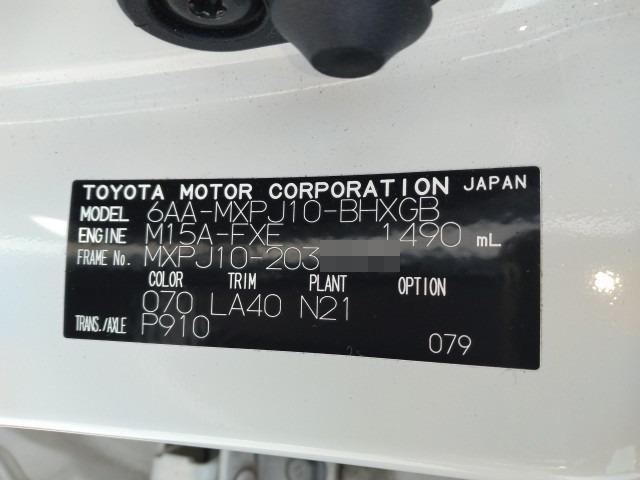 TOYOTA MOTOR CORPORATION JAPAN
MODEL 6AA-MXPJ10-BHXGB
ENGINE M15A-FXE 1490 mL
FRAME No. MXPJ10-203
COLOR TRIM PLANT OPTION
070 LA40 N21
TRANS./AXLE P910
079